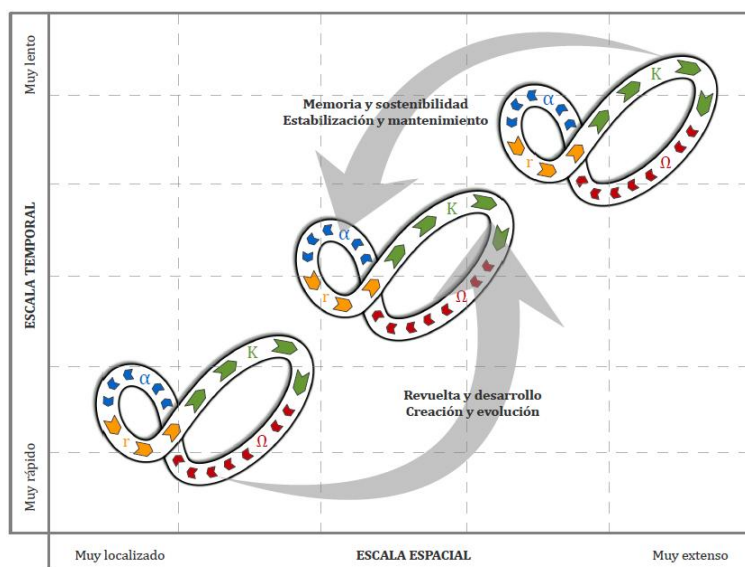 Muy lento
ESCALA TEMPORAL
Muy rápido
K
α
r
Ω
Memoria y sostenibilidad
Estabilización y mantenimiento
K
α
r
Ω
K
α
r
Ω
Revuelta y desarrollo
Creación y evolución
Muy localizado
ESCALA ESPACIAL
Muy extenso